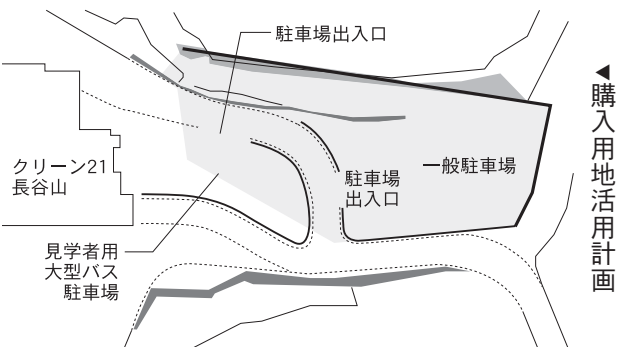 ◀購入用地活用計画
駐車場出入口
一般駐車場
駐車場
出入口
クリーン21
長谷山
見学者用
大型バス
駐車場